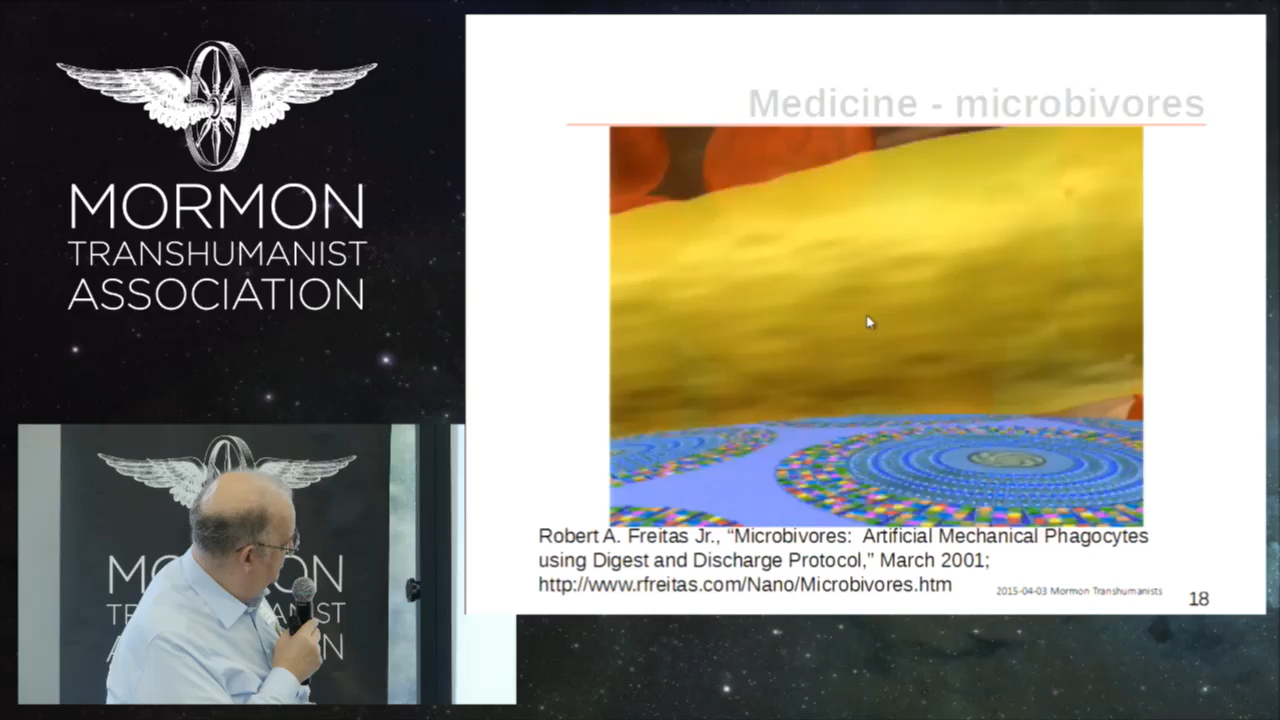 MORMON
TRANSHUMANIST
ASSOCIATION
Medicine - microbivores
Robert A. Freitas Jr., “Microbivores: Artificial Mechanical Phagocytes
using Digest and Discharge Protocol,” March 2001;
http://www.rfreitas.com/Nano/Microbivores.htm
2015-04-03 Mormon Transhumanists
18